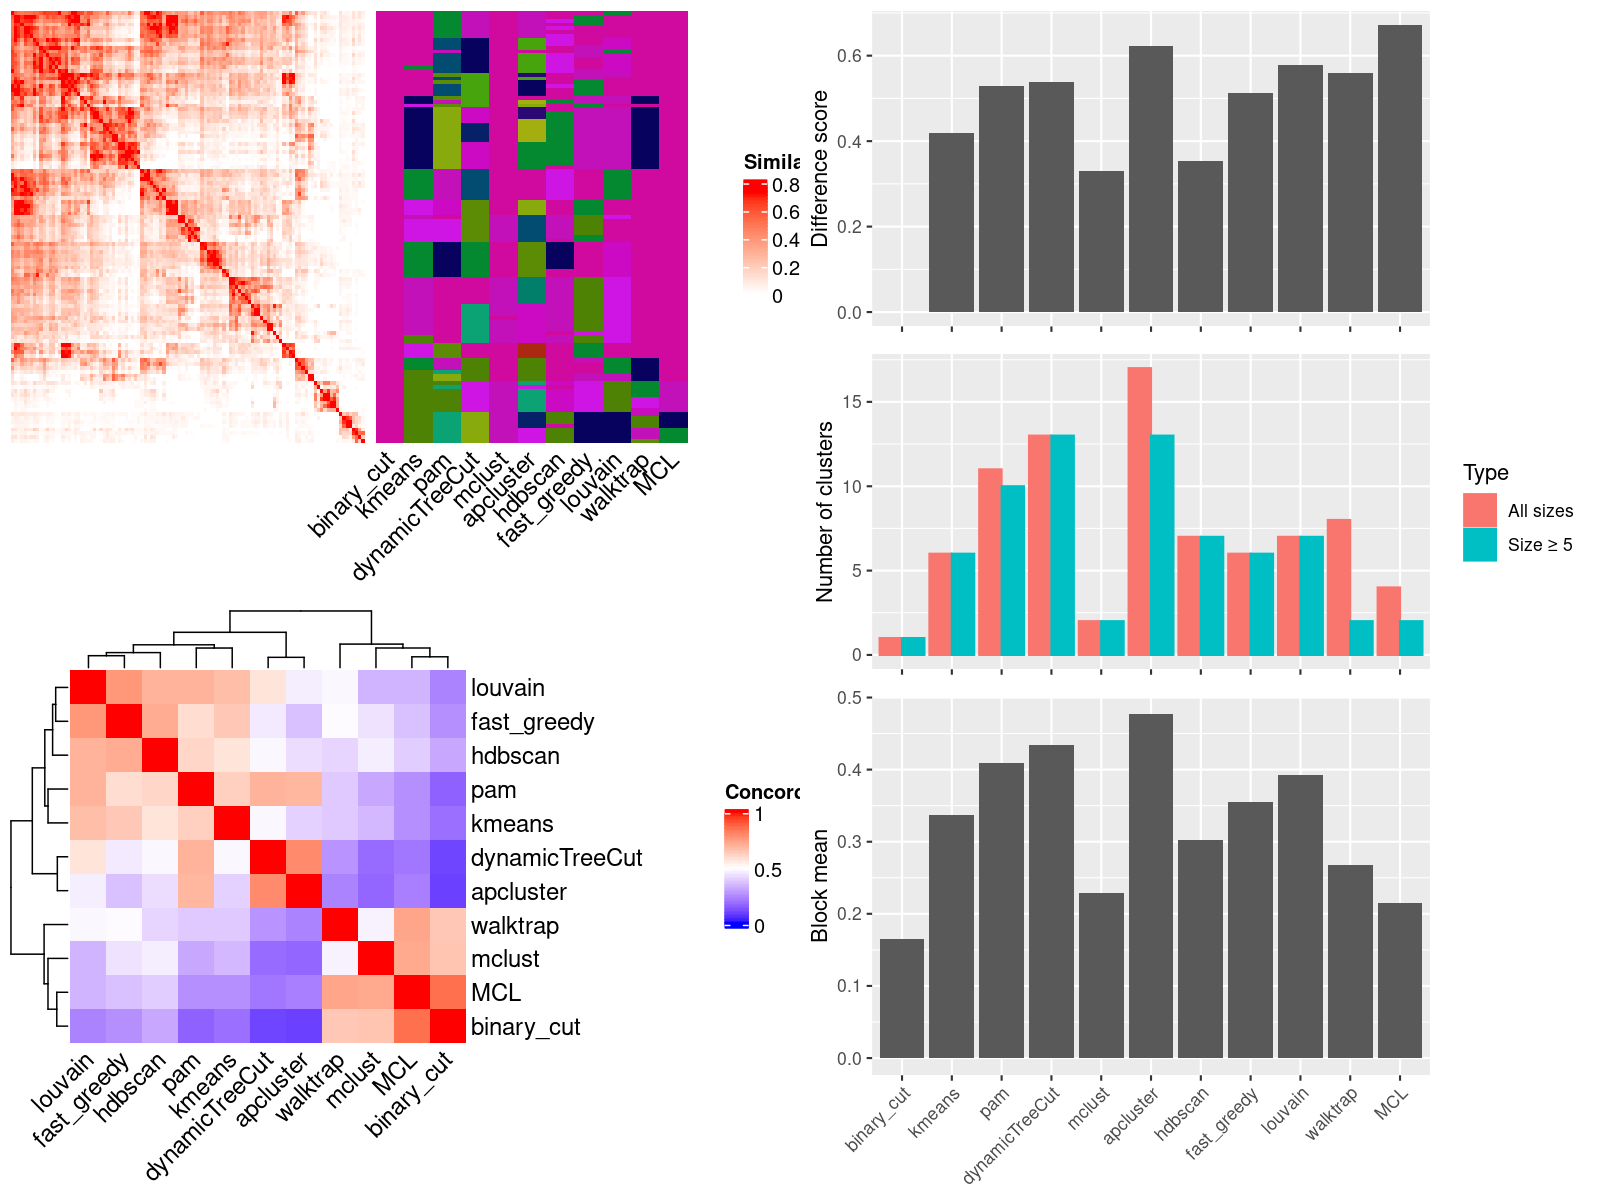 Simila
0.8
0.6
0.4
0.2
0
binary_cut
kmeans
pam
dynamicTreeCut
mclust
apcluster
hdbscan
fast_greedy
louvain
walktrap
MCL
louvain
fast_greedy
hdbscan
pam
kmeans
dynamicTreeCut
apcluster
walktrap
mclust
MCL
binary_cut
louvain
fast_greedy
hdbscan
pam
kmeans
dynamicTreeCut
apcluster
walktrap
mclust
MCL
binary_cut
Concord
1
0.5
0
Difference score
0.6
0.4
0.2
0.0
Number of clusters
15
10
5
0
Type
All sizes
Size ≥ 5
Block mean
0.5
0.4
0.3
0.2
0.1
0.0
binary_cut
kmeans
pam
dynamicTreeCut
mclust
apcluster
hdbscan
fast_greedy
louvain
walktrap
MCL